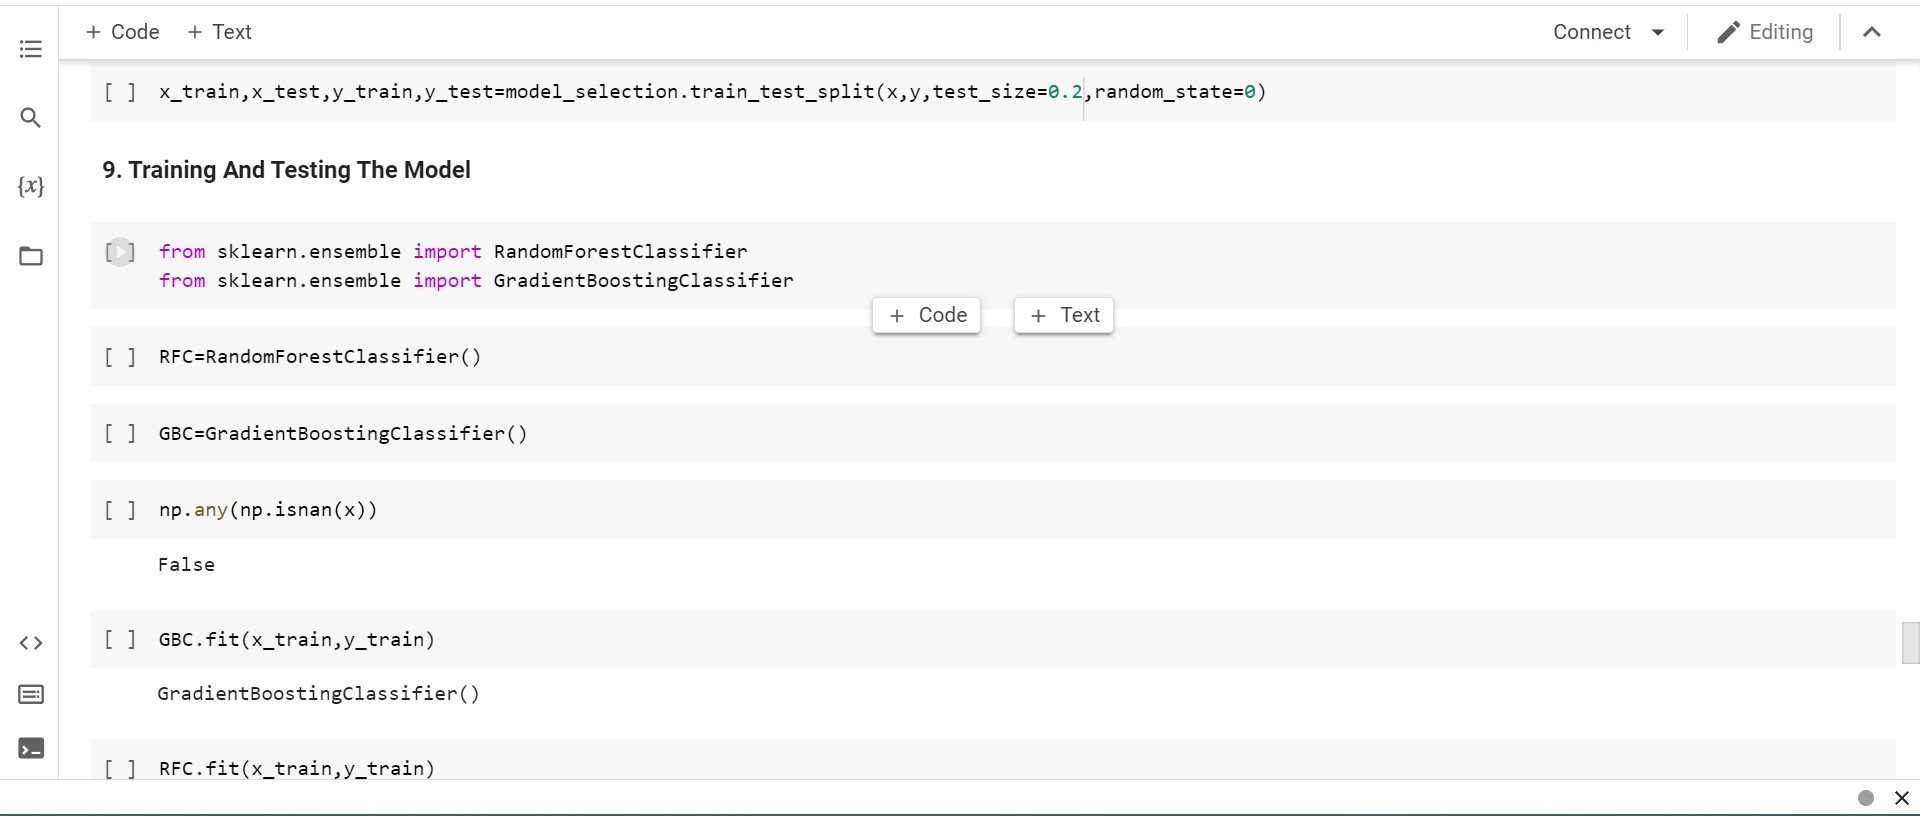 + Code + Text Connect Editing
{x}
[ ] x_train,x_test,y_train,y_test=model_selection.train_test_split(x,y,test_size=0.2,random_state=0)
9. Training And Testing The Model
[ ] from sklearn.ensemble import RandomForestClassifier
from sklearn.ensemble import GradientBoostingClassifier
+ Code + Text
[ ] RFC=RandomForestClassifier()
[ ] GBC=GradientBoostingClassifier()
[ ] np.any(np.isnan(x))
False
[ ] GBC.fit(x_train,y_train)
GradientBoostingClassifier()
[ ] RFC.fit(x_train,y_train)